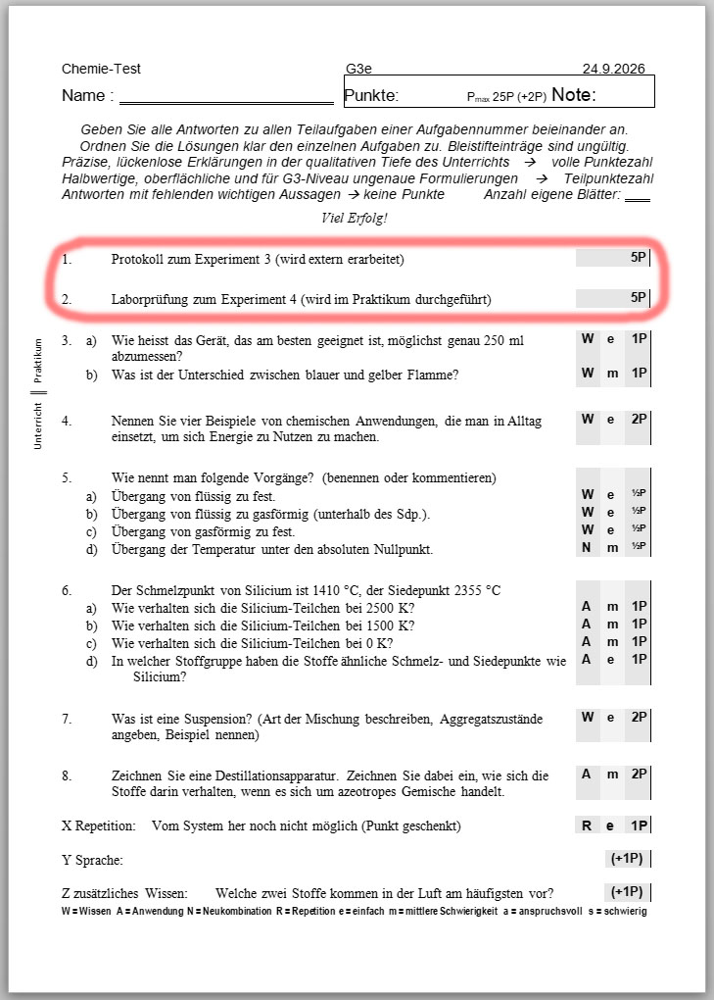 Chemie-Test G3e 24.9.2026
Name : Punkte: Pmax 25P (+2P) Note:
Geben Sie alle Antworten zu allen Teilaufgaben einer Aufgabennummer beieinander an.
Ordnen Sie die Lösungen klar den einzelnen Aufgaben zu. Bleistifteinträge sind ungültig.
Präzise, lückenlose Erklärungen in der qualitativen Tiefe des Unterrichts → volle Punktezahl
Halbwertige, oberflächliche und für G3-Niveau ungenaue Formulierungen → Teilpunktezahl
Antworten mit fehlenden wichtigen Aussagen → keine Punkte Anzahl eigene Blätter: ___
Viel Erfolg!
1. Protokoll zum Experiment 3 (wird extern erarbeitet) 5P
2. Laborprüfung zum Experiment 4 (wird im Praktikum durchgeführt) 5P
Unterricht || Praktikum
3. a) Wie heisst das Gerät, das am besten geeignet ist, möglichst genau 250 ml W e 1P
abzumessen?
b) Was ist der Unterschied zwischen blauer und gelber Flamme? W m 1P
4. Nennen Sie vier Beispiele von chemischen Anwendungen, die man in Alltag W e 2P
einsetzt, um sich Energie zu Nutzen zu machen.
5. Wie nennt man folgende Vorgänge? (benennen oder kommentieren)
a) Übergang von flüssig zu fest. W e ½P
b) Übergang von flüssig zu gasförmig (unterhalb des Sdp.). W e ½P
c) Übergang von gasförmig zu fest. W e ½P
d) Übergang der Temperatur unter den absoluten Nullpunkt. N m ½P
6. Der Schmelzpunkt von Silicium ist 1410 °C, der Siedepunkt 2355 °C
a) Wie verhalten sich die Silicium-Teilchen bei 2500 K? A m 1P
b) Wie verhalten sich die Silicium-Teilchen bei 1500 K? A m 1P
c) Wie verhalten sich die Silicium-Teilchen bei 0 K? A m 1P
d) In welcher Stoffgruppe haben die Stoffe ähnliche Schmelz- und Siedepunkte wie A e 1P
Silicium?
7. Was ist eine Suspension? (Art der Mischung beschreiben, Aggregatszustände W e 2P
angeben, Beispiel nennen)
8. Zeichnen Sie eine Destillationsapparatur. Zeichnen Sie dabei ein, wie sich die A m 2P
Stoffe darin verhalten, wenn es sich um azeotropes Gemische handelt.
X Repetition: Vom System her noch nicht möglich (Punkt geschenkt) R e 1P
Y Sprache: (+1P)
Z zusätzliches Wissen: Welche zwei Stoffe kommen in der Luft am häufigsten vor? (+1P)
W = Wissen A = Anwendung N = Neukombination R = Repetition e = einfach m = mittlere Schwierigkeit a = anspruchsvoll s = schwierig